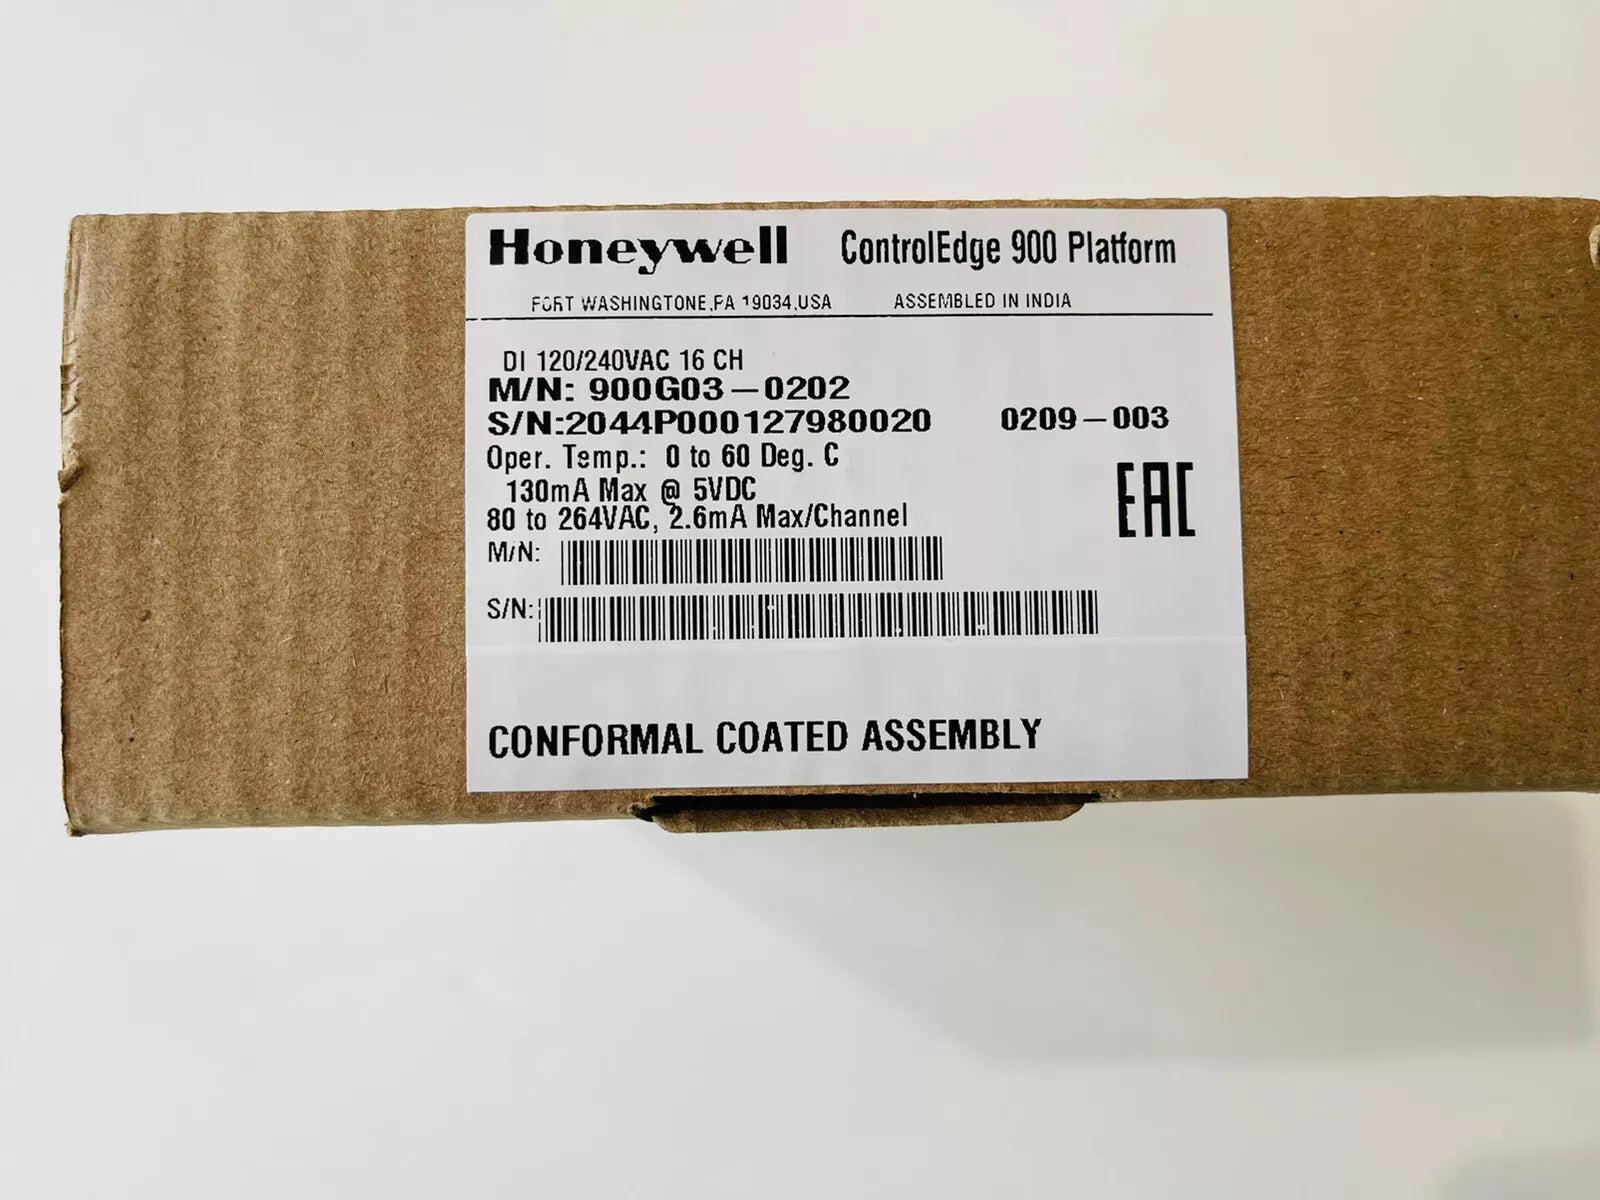 Honeywell ControlEdge 900 Platform
FORT WASHINGTONE,PA 19034,USA ASSEMBLED IN INDIA
DI 120/240VAC 16 CH
M/N: 900G03-0202
S/N:2044P000127980020 0209-003
Oper. Temp.: 0 to 60 Deg. C
130mA Max @ 5VDC
80 to 264VAC, 2.6mA Max/Channel
EAC
M/N:
S/N:
CONFORMAL COATED ASSEMBLY